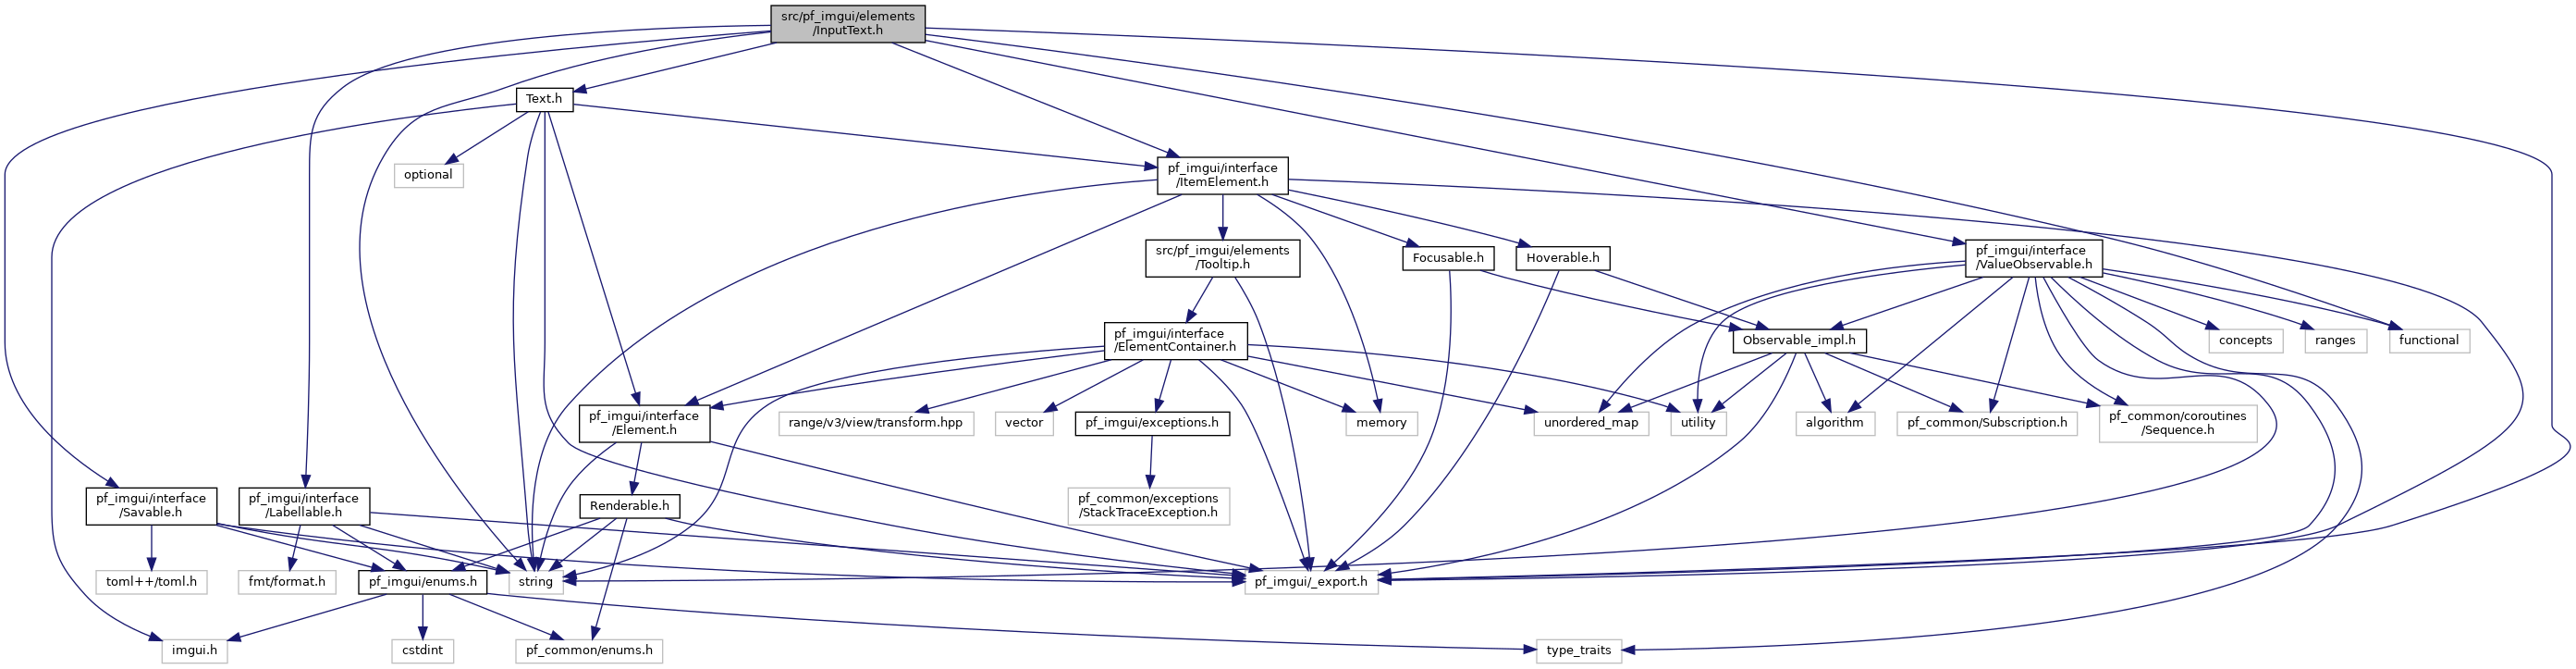 src/pf_imgui/elements
/InputText.h
Text.h
optional
pf_imgui/interface
/ItemElement.h
src/pf_imgui/elements
/Tooltip.h
Focusable.h
Hoverable.h
pf_imgui/interface
/ValueObservable.h
pf_imgui/interface
/ElementContainer.h
Observable_impl.h
concepts
ranges
functional
pf_imgui/interface
/Element.h
range/v3/view/transform.hpp
vector
pf_imgui/exceptions.h
memory
unordered_map
utility
algorithm
pf_common/Subscription.h
pf_common/coroutines
/Sequence.h
pf_imgui/interface
/Savable.h
pf_imgui/interface
/Labellable.h
Renderable.h
pf_common/exceptions
/StackTraceException.h
toml++/toml.h
fmt/format.h
pf_imgui/enums.h
string
pf_imgui/_export.h
imgui.h
cstdint
pf_common/enums.h
type_traits